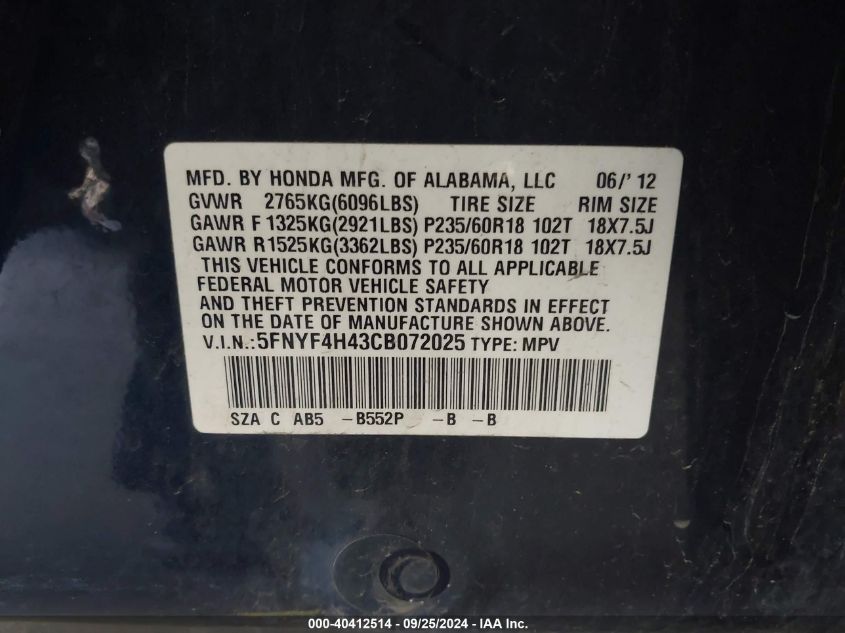 MFD. BY HONDA MFG. OF ALABAMA, LLC 06/'12
GVWR 2765KG(6096LBS) TIRE SIZE RIM SIZE
GAWR F 1325KG(2921LBS) P235/60R18 102T 18X7.5J
GAWR R1525KG(3362LBS) P235/60R18 102T 18X7.5J
THIS VEHICLE CONFORMS TO ALL APPLICABLE
FEDERAL MOTOR VEHICLE SAFETY
AND THEFT PREVENTION STANDARDS IN EFFECT
ON THE DATE OF MANUFACTURE SHOWN ABOVE.
V.I.N.:5FNYF4H43CB072025 TYPE: MPV
SZA C AB5 -B552P -B -B
000-40412514 - 09/25/2024 - IAA Inc.